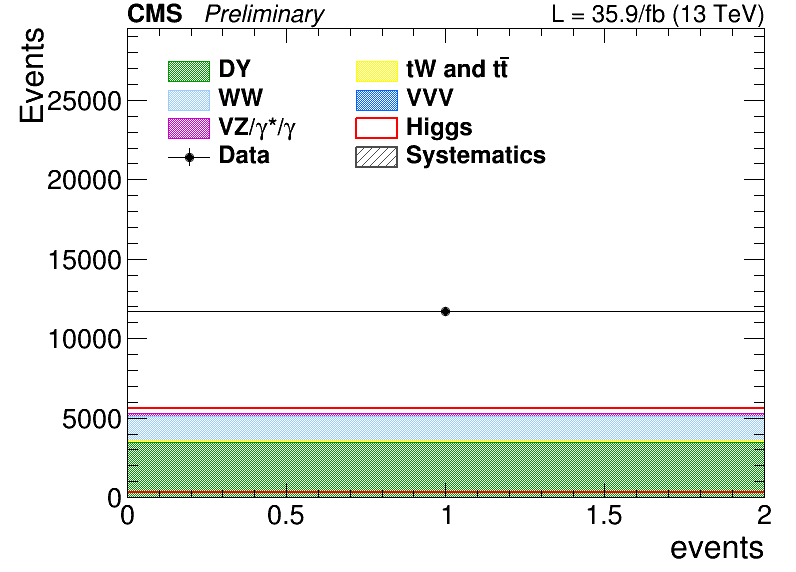 CMS Preliminary L = 35.9/fb (13 TeV)
Events
DY tW and tt̄
WW VVV
VZ/γ*/γ Higgs
Data Systematics
25000
20000
15000
10000
5000
0
0 0.5 1 1.5 2
events